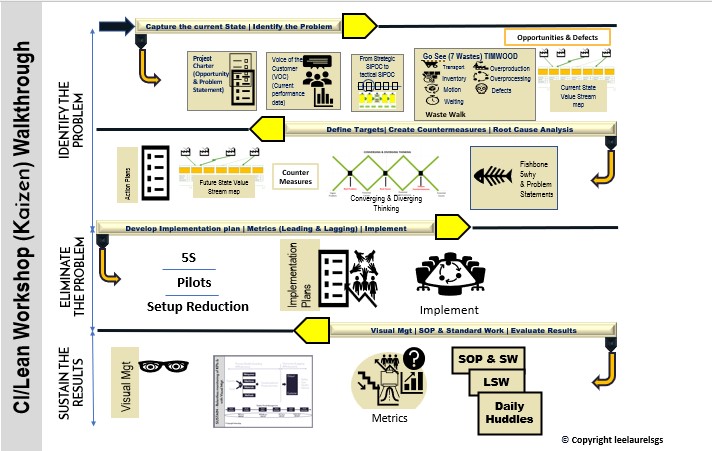 CI/Lean Workshop (Kaizen) Walkthrough
IDENTIFY THE
PROBLEM
Capture the current State | Identify the Problem
Opportunities & Defects
Project
Charter
(Opportunity
& Problem
Statement)
Voice of the
Customer
(VOC)
(Current
performance
data)
From Strategic
SIPOC to
tactical SIPOC
Go See (7 Wastes) TIMWOOD
Transport
Overproduction
Inventory
Overprocessing
Motion
Defects
Waiting
Waste Walk
Current State
Value Stream
map
Define Targets| Create Countermeasures | Root Cause Analysis
Action Plans
Future State Value
Stream map
Counter
Measures
CONVERGING & DIVERGING THINKING
Converging & Diverging
Thinking
Fishbone
5why
& Problem
Statements
ELIMINATE
THE PROBLEM
Develop Implementation plan | Metrics (Leading & Lagging) | Implement
5S
Pilots
Setup Reduction
Implementation
Plans
Implement
SUSTAIN THE
RESULTS
Visual Mgt | SOP & Standard Work | Evaluate Results
Visual Mgt
Metrics
SOP & SW
LSW
Daily
Huddles
© Copyright leelaurelsgs